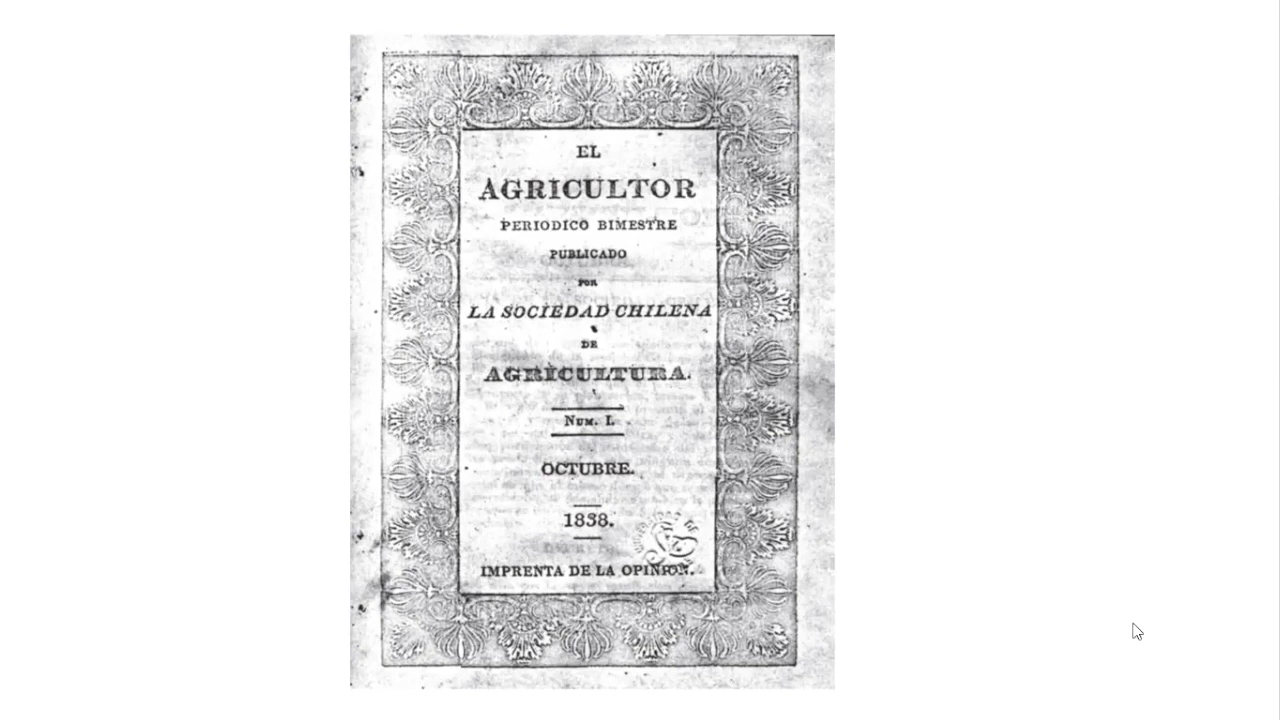 EL
AGRICULTOR
PERIODICO BIMESTRE
PUBLICADO
POR
LA SOCIEDAD CHILENA
DE
AGRICULTURA.
NUM. I.
OCTUBRE.
1838.
IMPRENTA DE LA OPINION.